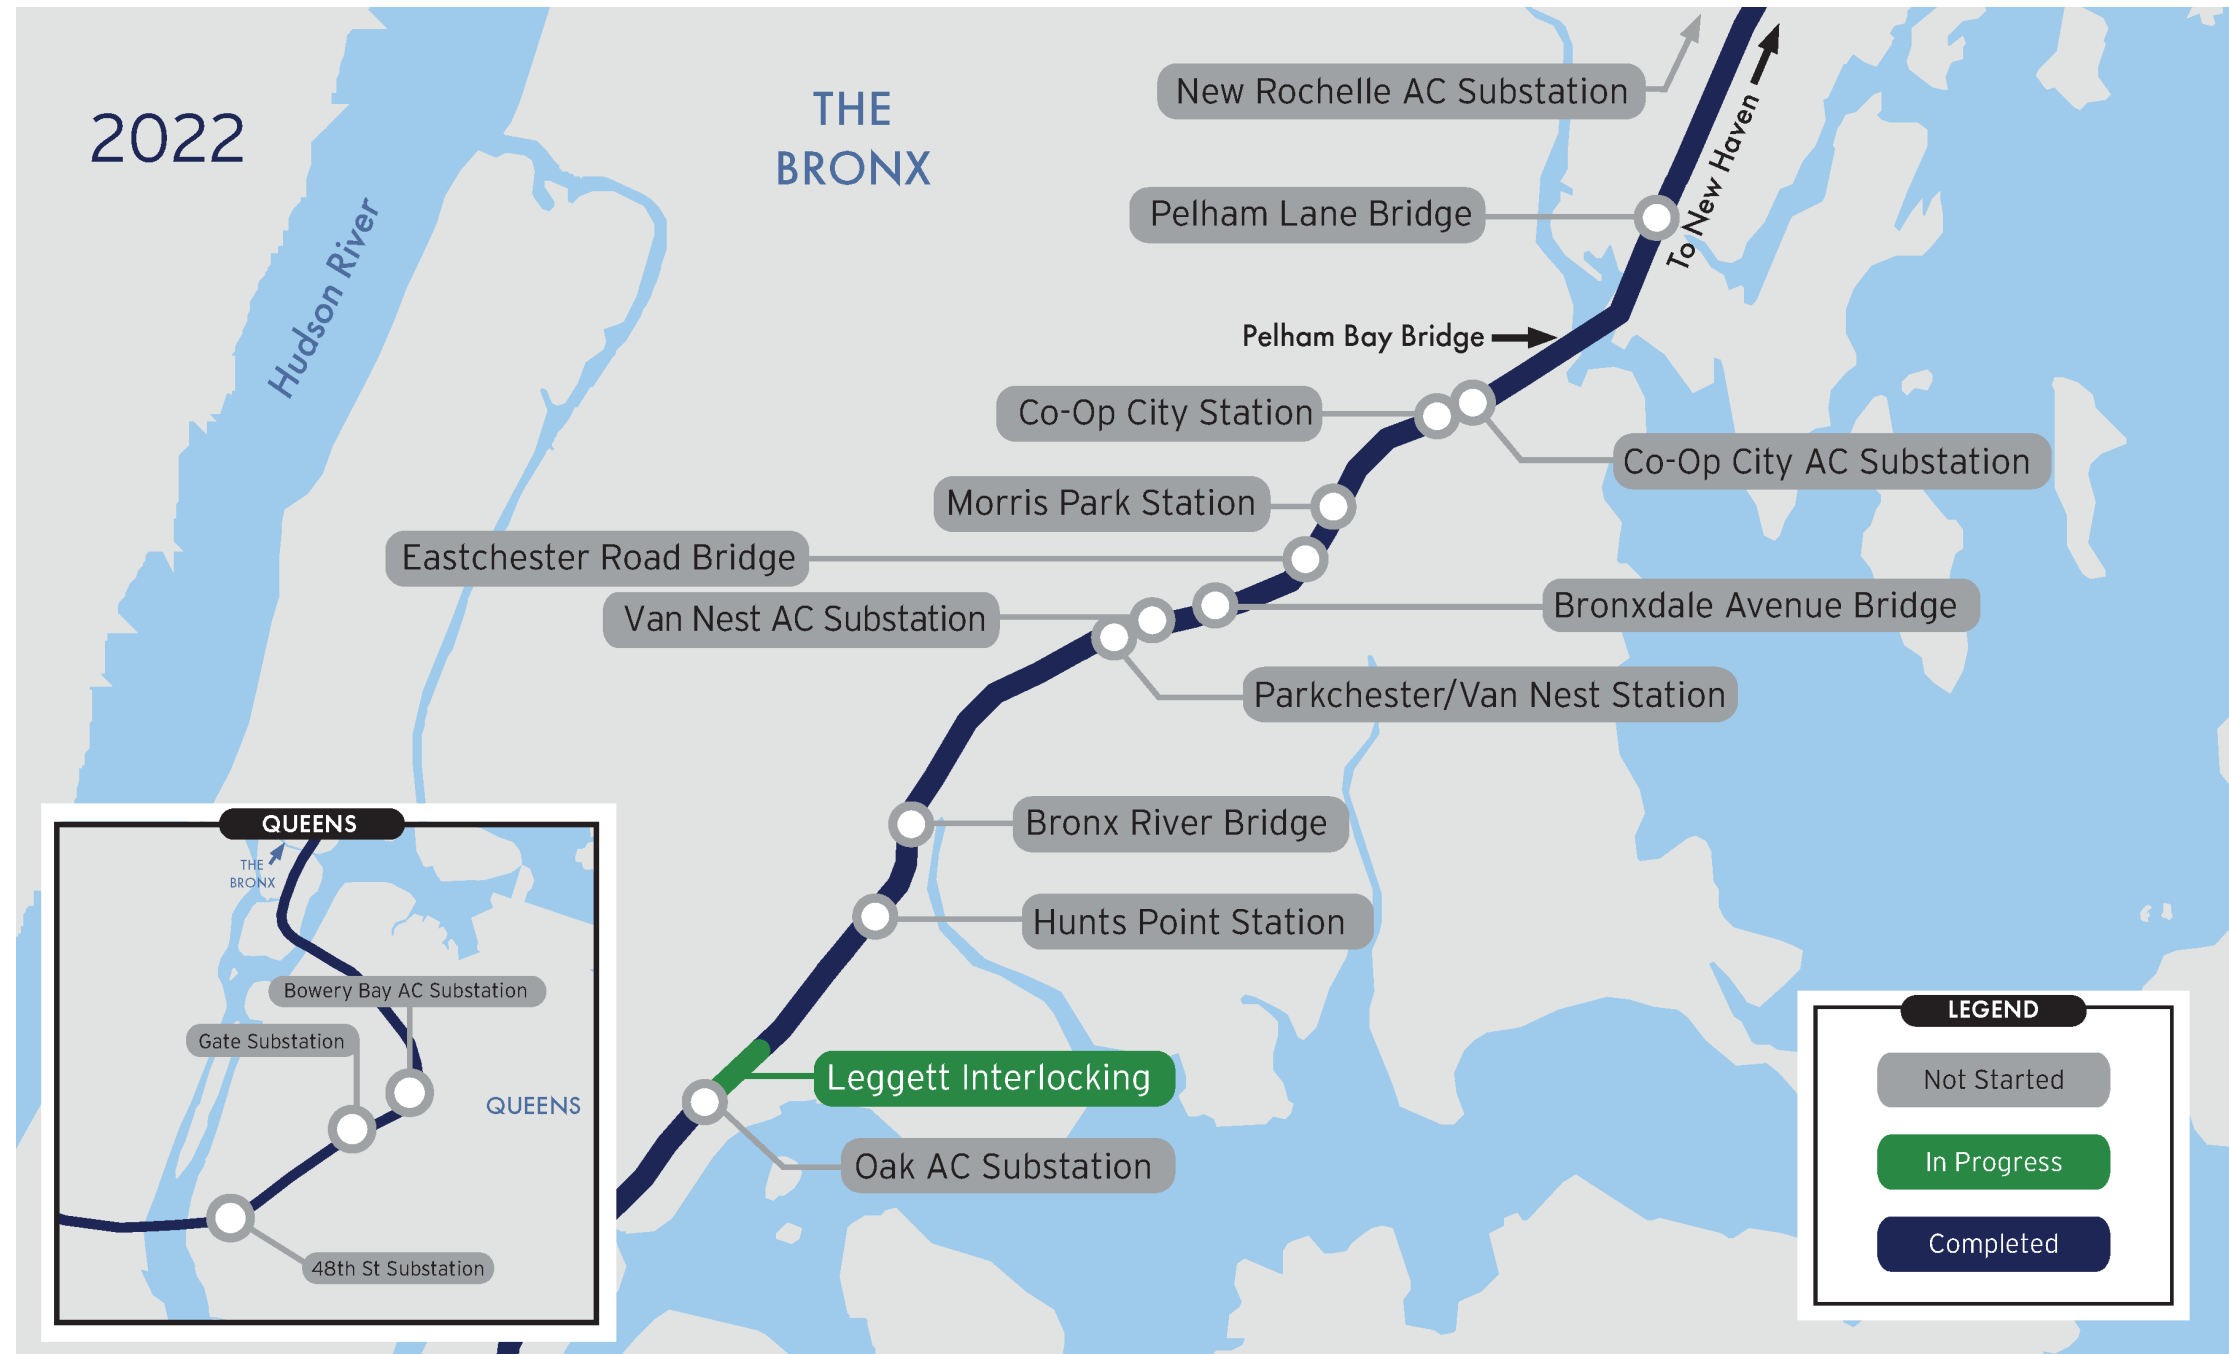 2022
THE
BRONX
Hudson River
New Rochelle AC Substation
To New Haven
Pelham Lane Bridge
Pelham Bay Bridge
Co-Op City Station
Co-Op City AC Substation
Morris Park Station
Eastchester Road Bridge
Van Nest AC Substation
Bronxdale Avenue Bridge
Parkchester/Van Nest Station
Bronx River Bridge
Hunts Point Station
Leggett Interlocking
Oak AC Substation
QUEENS
THE
BRONX
Bowery Bay AC Substation
Gate Substation
QUEENS
48th St Substation
LEGEND
Not Started
In Progress
Completed